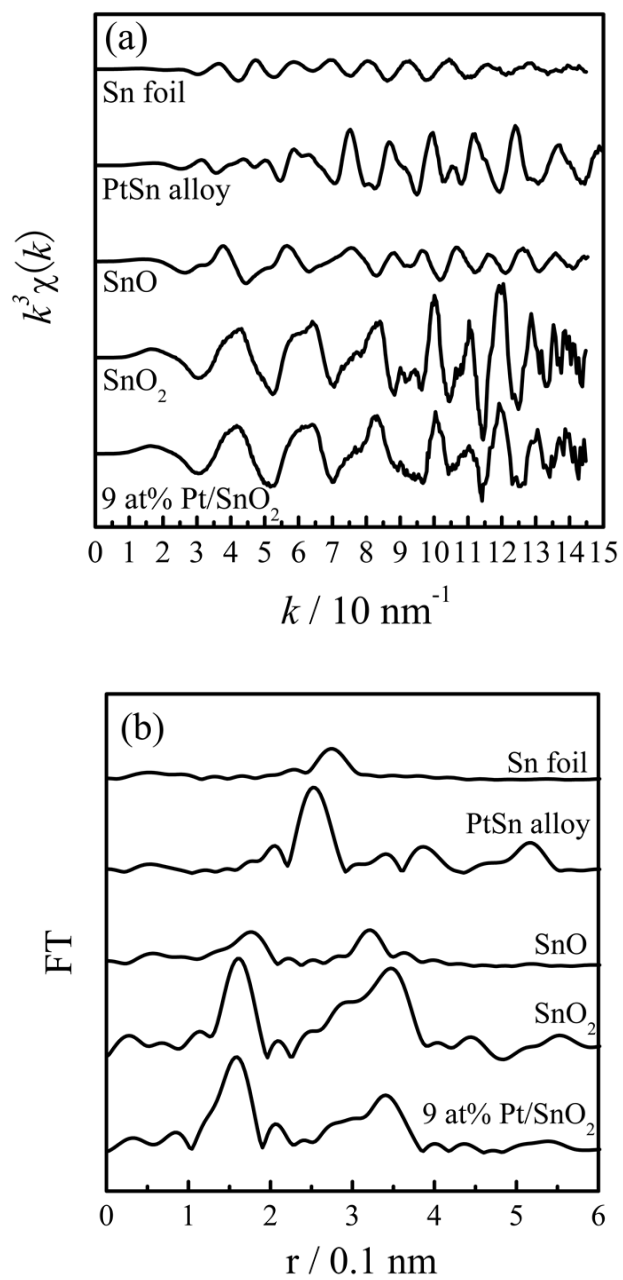 (a)
Sn foil
PtSn alloy
SnO
SnO₂
9 at% Pt/SnO₂
k³χ(k)
0 1 2 3 4 5 6 7 8 9 10 11 12 13 14 15
k / 10 nm⁻¹
(b)
Sn foil
PtSn alloy
SnO
SnO₂
9 at% Pt/SnO₂
FT
0 1 2 3 4 5 6
r / 0.1 nm